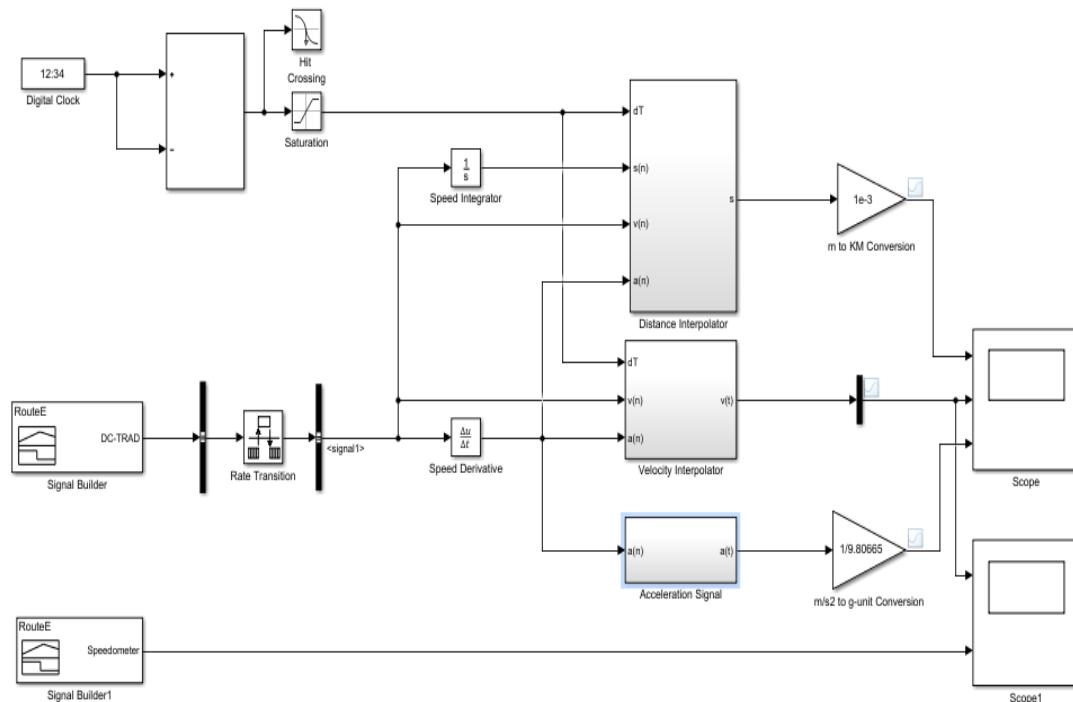 Hit
Crossing
12:34
Digital Clock
+
−
Saturation
dT
s(n)
v(n)
a(n)
s
Distance Interpolator
1
s
Speed Integrator
1e-3
m to KM Conversion
dT
v(n)
a(n)
v(t)
Velocity Interpolator
RouteE
DC-TRAD
Signal Builder
Rate Transition
<signal1>
Δu
Δt
Speed Derivative
Scope
a(n)
a(t)
Acceleration Signal
1/9.80665
m/s2 to g-unit Conversion
RouteE
Speedometer
Signal Builder1
Scope1